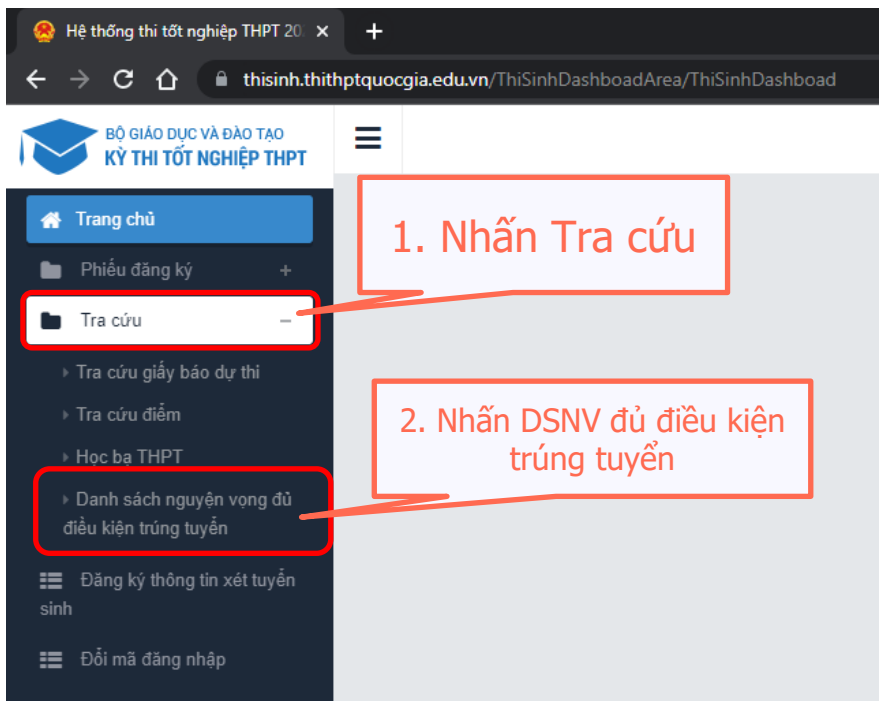 Hệ thống thi tốt nghiệp THPT 20
thisinh.thithptquocgia.edu.vn/ThiSinhDashboadArea/ThiSinhDashboad
BỘ GIÁO DỤC VÀ ĐÀO TẠO
KỲ THI TỐT NGHIỆP THPT
Trang chủ
Phiếu đăng ký +
Tra cứu –
Tra cứu giấy báo dự thi
Tra cứu điểm
Học bạ THPT
Danh sách nguyện vọng đủ
điều kiện trúng tuyển
Đăng ký thông tin xét tuyển
sinh
Đổi mã đăng nhập
1. Nhấn Tra cứu
2. Nhấn DSNV đủ điều kiện
trúng tuyển